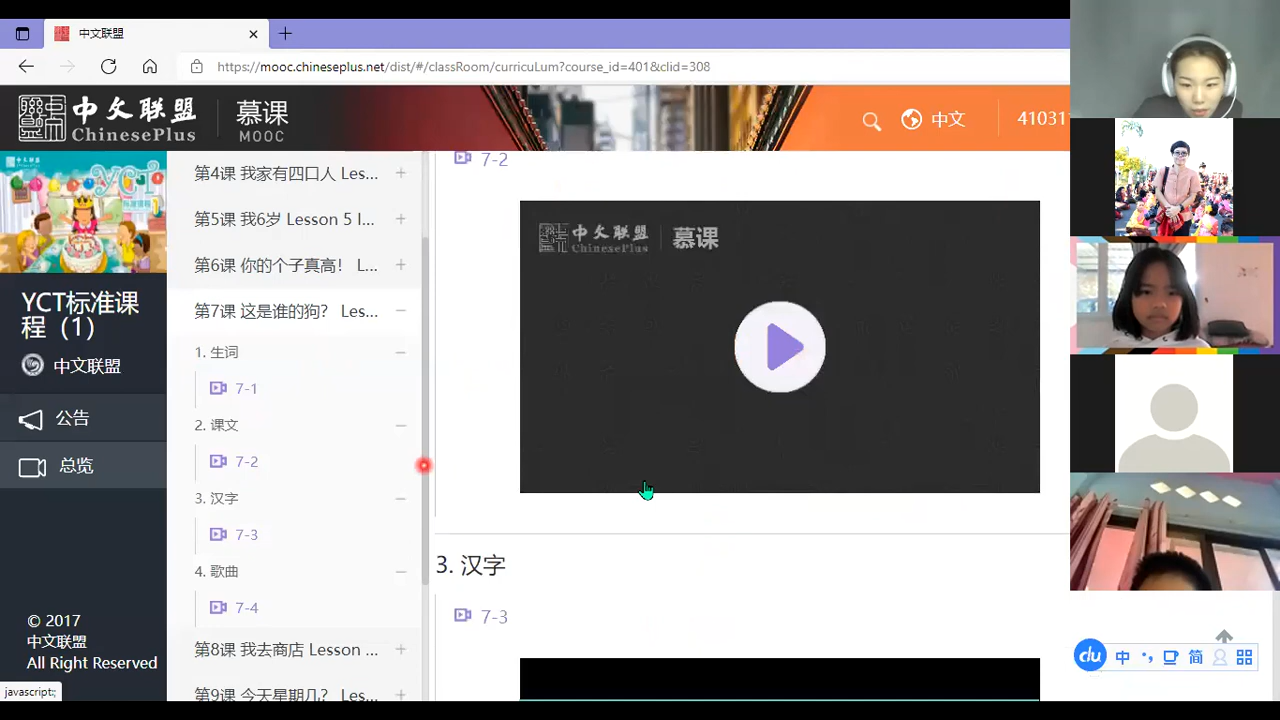 中文联盟
https://mooc.chineseplus.net/dist/#/classRoom/curricuLum?course_id=401&clid=308
中文联盟
ChinesePlus
慕课
MOOC
中文
41031
第4课 我家有四口人 Les...
第5课 我6岁 Lesson 5 I...
第6课 你的个子真高! L...
第7课 这是谁的狗? Les...
1. 生词
7-1
2. 课文
7-2
3. 汉字
7-3
4. 歌曲
7-4
第8课 我去商店 Lesson ...
第9课 今天星期几? Les...
YCT标准课
程(1)
中文联盟
公告
总览
© 2017
中文联盟
All Right Reserved
javascript:;
7-2
中文联盟
ChinesePlus
慕课
3. 汉字
7-3
du
中
简